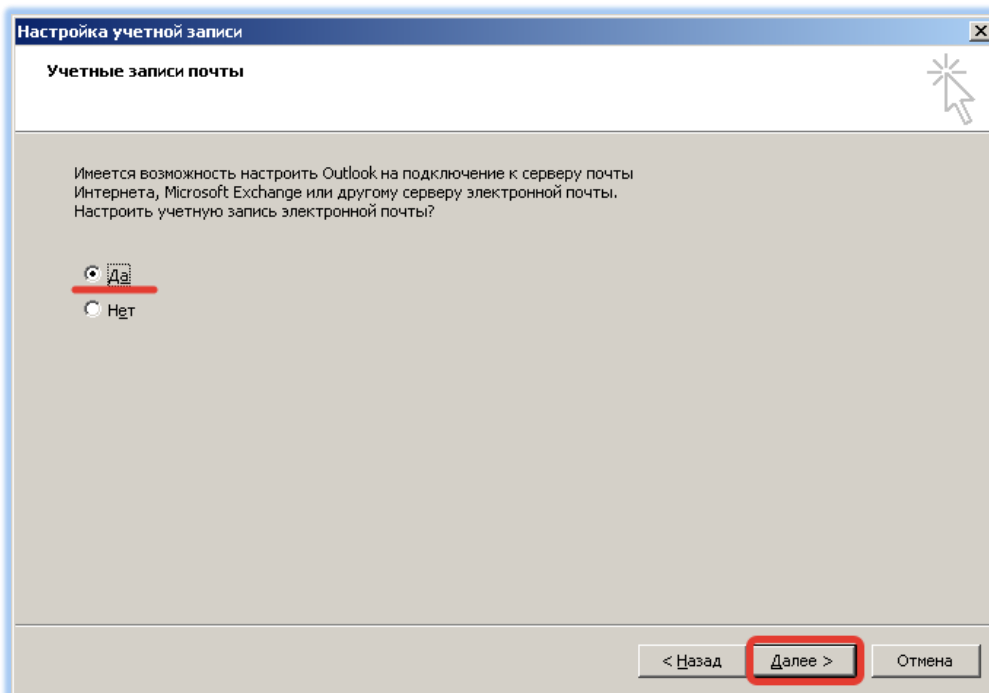 Настройка учетной записи
Учетные записи почты
Имеется возможность настроить Outlook на подключение к серверу почты
Интернета, Microsoft Exchange или другому серверу электронной почты.
Настроить учетную запись электронной почты?
Да
Нет
< Назад Далее > Отмена